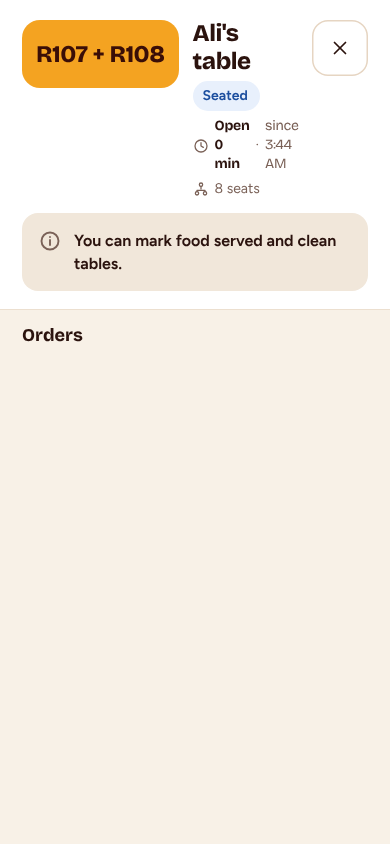 R107 + R108
Ali's
table
Seated
Open
0
min
·
since
3:44
AM
8 seats
You can mark food served and clean
tables.
Orders